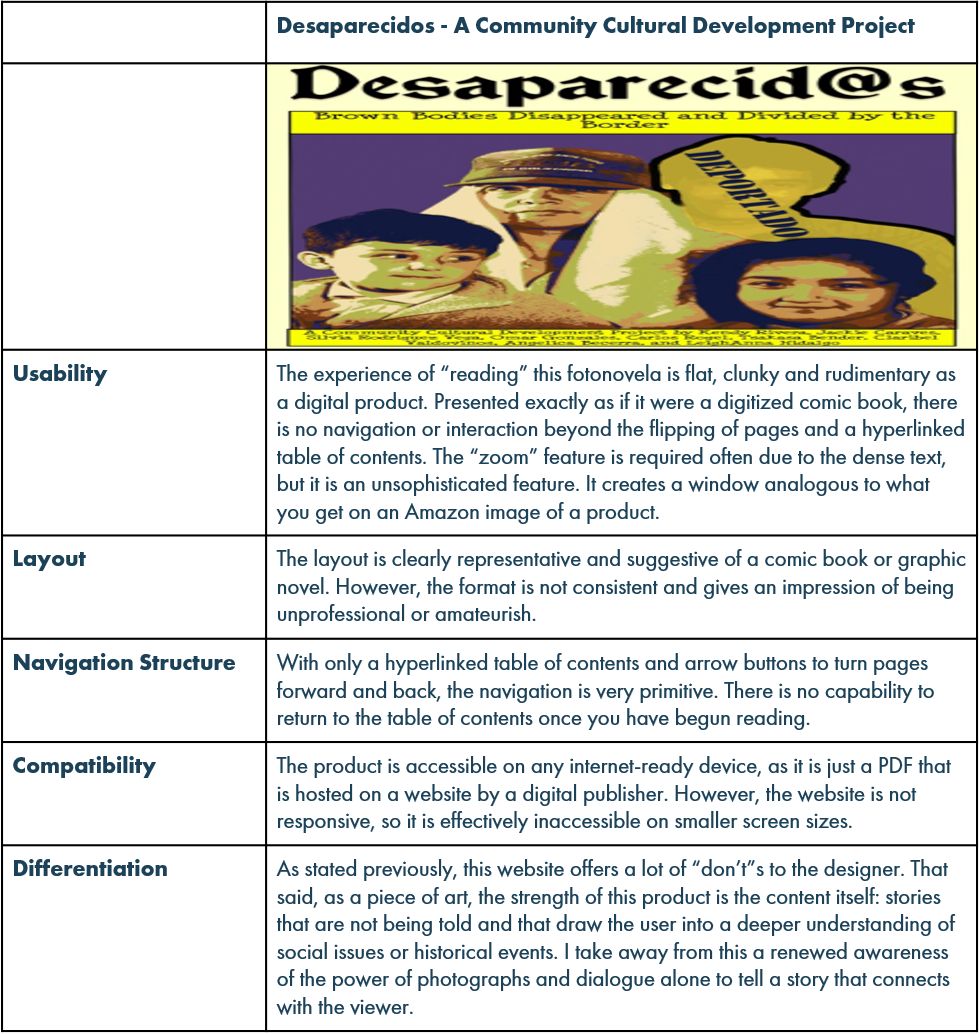 Desaparecidos - A Community Cultural Development Project
Desaparecid@s
Brown Bodies Disappeared and Divided by the
Border
DEPORTADO
A Community Cultural Development Project by Kendy Rivera, Jackie Caraves,
Silvia Rodriguez Vega, Omar Gonzales, Carlos Rogel, Tsakasa Bender, Claribel
Valdovinos, Angelica Becerra, and LeighAnna Hidalgo
Usability
The experience of “reading” this fotonovela is flat, clunky and rudimentary as
a digital product. Presented exactly as if it were a digitized comic book, there
is no navigation or interaction beyond the flipping of pages and a hyperlinked
table of contents. The “zoom” feature is required often due to the dense text,
but it is an unsophisticated feature. It creates a window analogous to what
you get on an Amazon image of a product.
Layout
The layout is clearly representative and suggestive of a comic book or graphic
novel. However, the format is not consistent and gives an impression of being
unprofessional or amateurish.
Navigation Structure
With only a hyperlinked table of contents and arrow buttons to turn pages
forward and back, the navigation is very primitive. There is no capability to
return to the table of contents once you have begun reading.
Compatibility
The product is accessible on any internet-ready device, as it is just a PDF that
is hosted on a website by a digital publisher. However, the website is not
responsive, so it is effectively inaccessible on smaller screen sizes.
Differentiation
As stated previously, this website offers a lot of “don’t”s to the designer. That
said, as a piece of art, the strength of this product is the content itself: stories
that are not being told and that draw the user into a deeper understanding of
social issues or historical events. I take away from this a renewed awareness
of the power of photographs and dialogue alone to tell a story that connects
with the viewer.